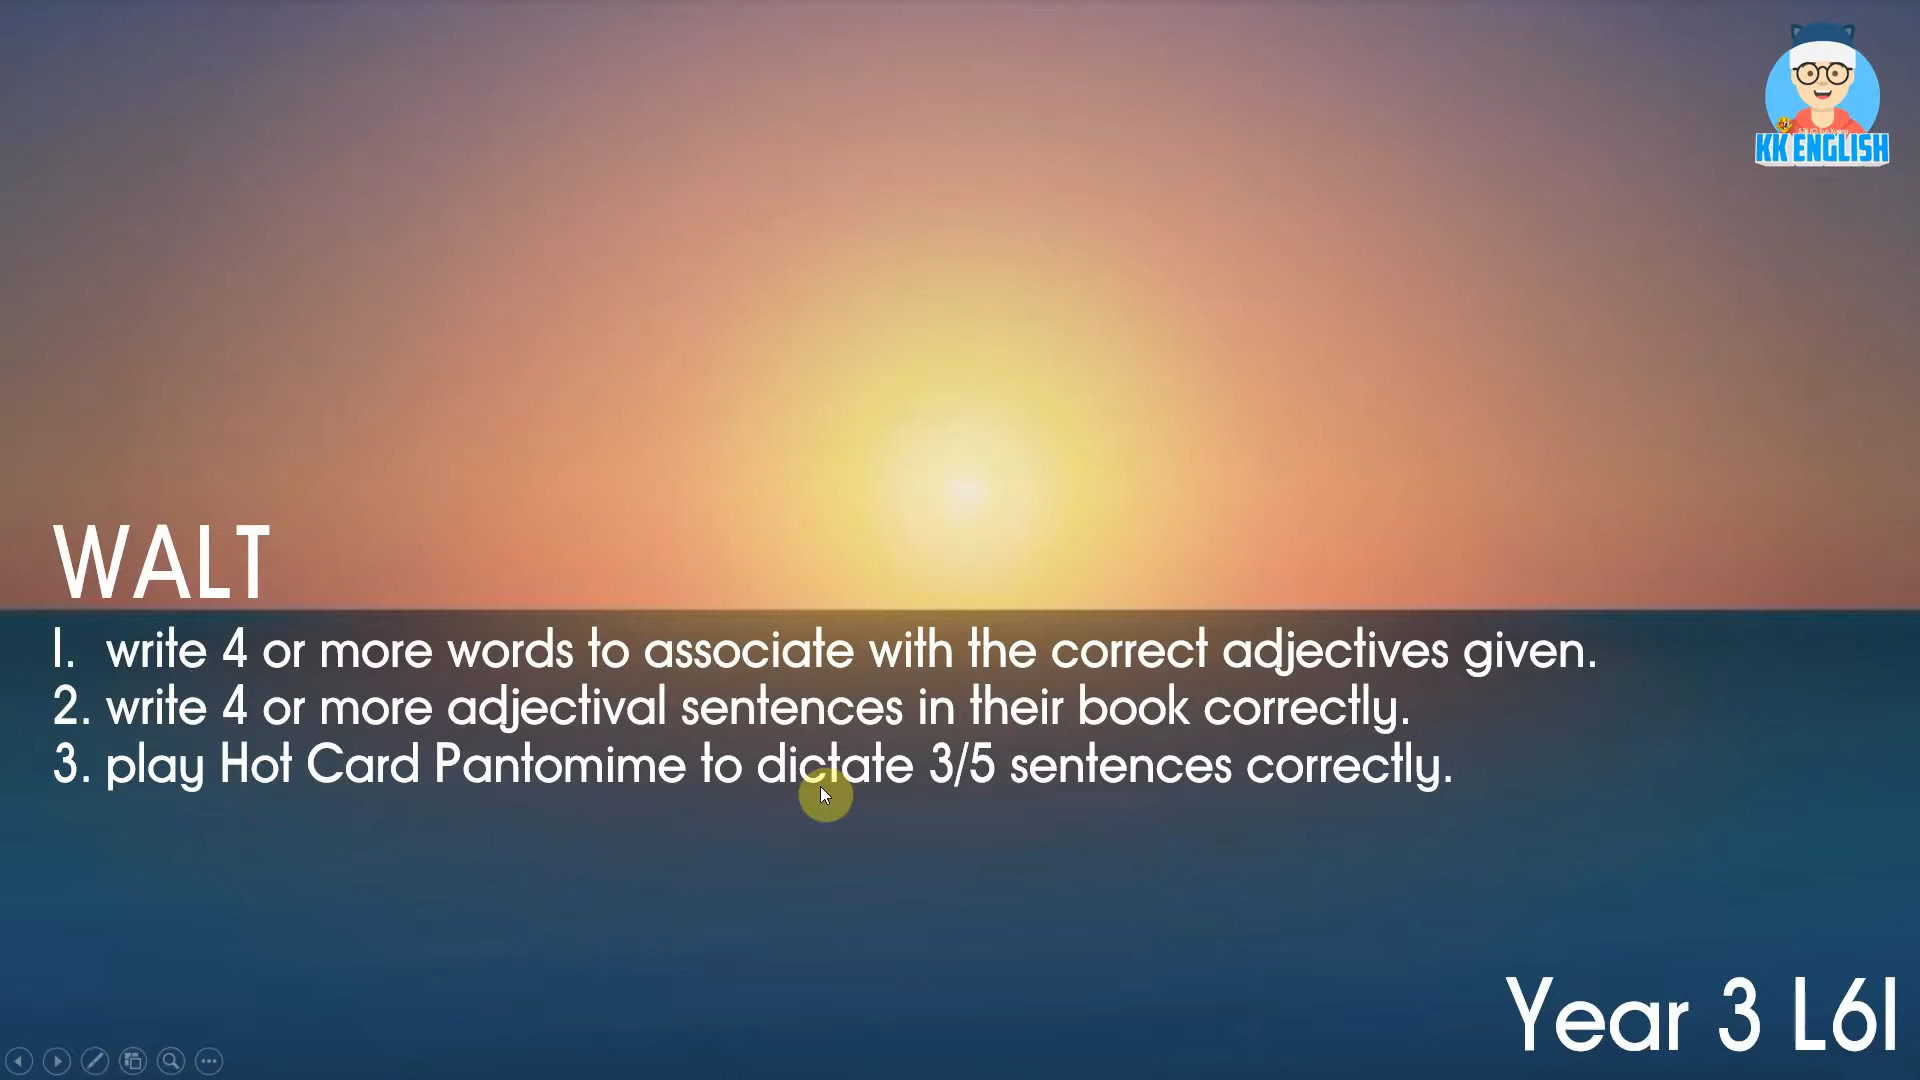 KK ENGLISH
WALT
1. write 4 or more words to associate with the correct adjectives given.
2. write 4 or more adjectival sentences in their book correctly.
3. play Hot Card Pantomime to dictate 3/5 sentences correctly.
Year 3 L61